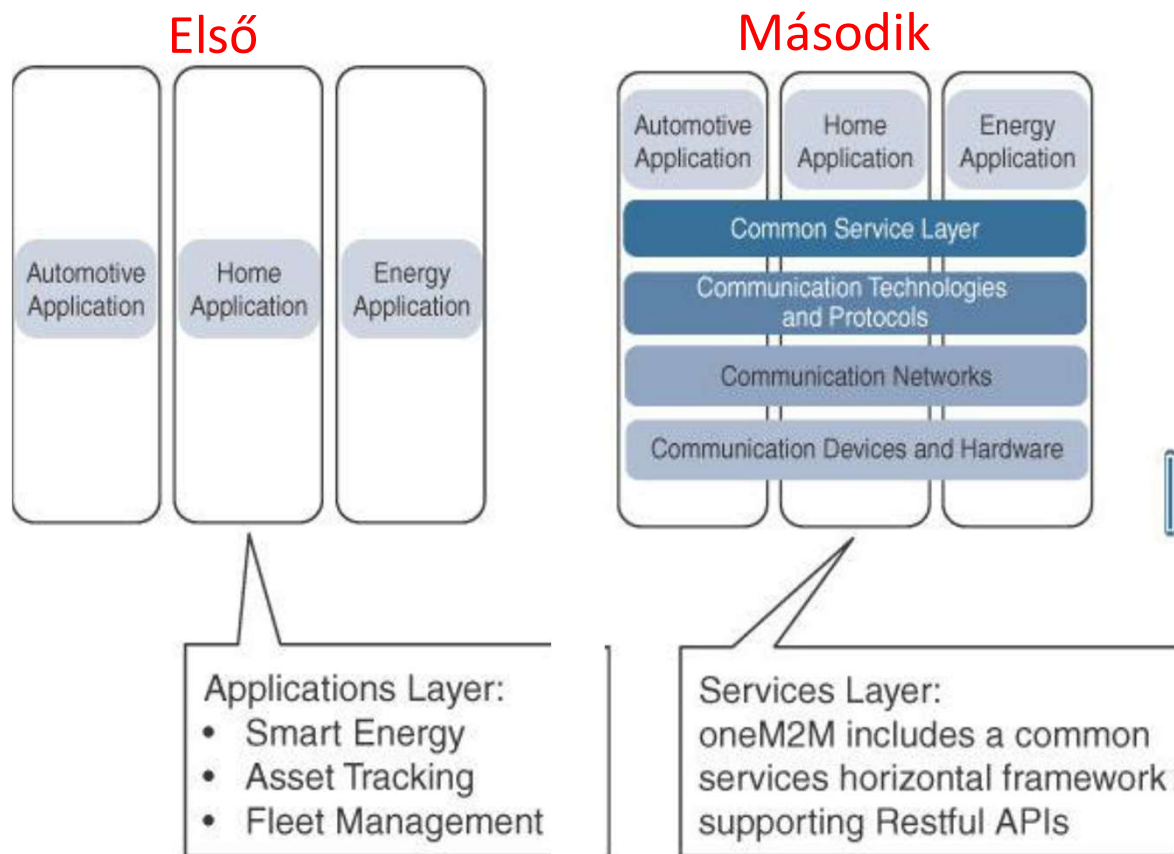 Első
Automotive
Application
Home
Application
Energy
Application
Applications Layer:
• Smart Energy
• Asset Tracking
• Fleet Management
Második
Automotive
Application
Home
Application
Energy
Application
Common Service Layer
Communication Technologies
and Protocols
Communication Networks
Communication Devices and Hardware
Services Layer:
oneM2M includes a common
services horizontal framework
supporting Restful APIs